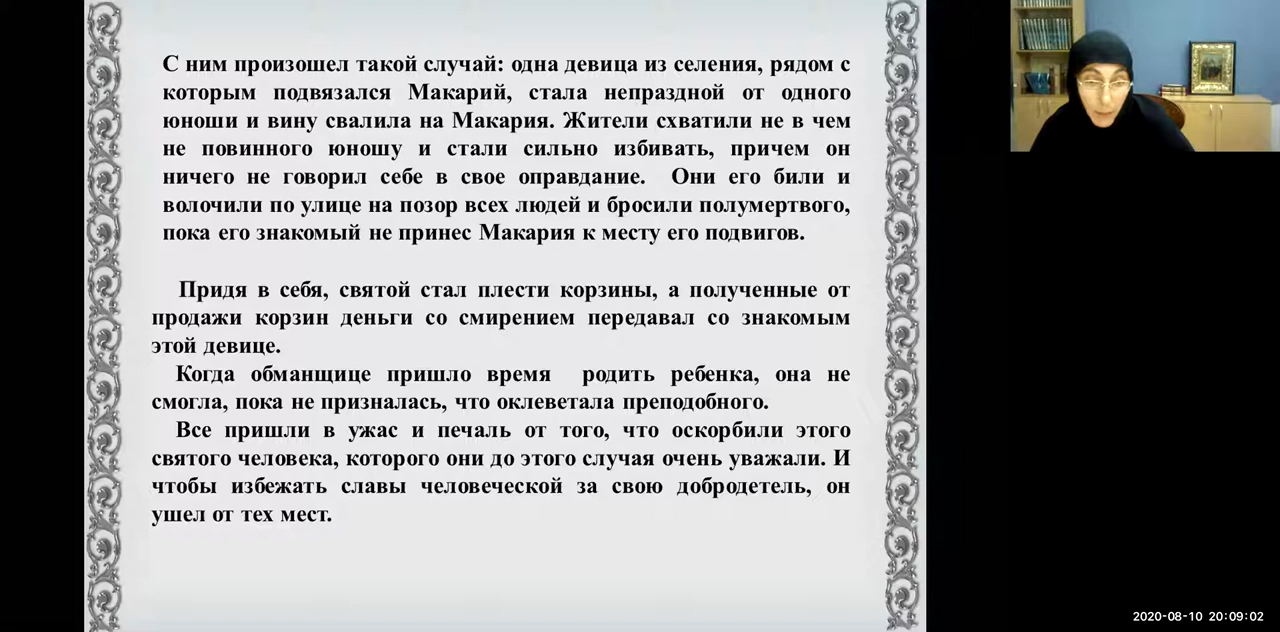 С ним произошел такой случай: одна девица из селения, рядом с
которым подвязался Макарий, стала непраздной от одного
юноши и вину свалила на Макария. Жители схватили не в чем
не повинного юношу и стали сильно избивать, причем он
ничего не говорил себе в свое оправдание. Они его били и
волочили по улице на позор всех людей и бросили полумертвого,
пока его знакомый не принес Макария к месту его подвигов.
Придя в себя, святой стал плести корзины, а полученные от
продажи корзин деньги со смирением передавал со знакомым
этой девице.
Когда обманщице пришло время родить ребенка, она не
смогла, пока не призналась, что оклеветала преподобного.
Все пришли в ужас и печаль от того, что оскорбили этого
святого человека, которого они до этого случая очень уважали. И
чтобы избежать славы человеческой за свою добродетель, он
ушел от тех мест.
2020-08-10 20:09:02